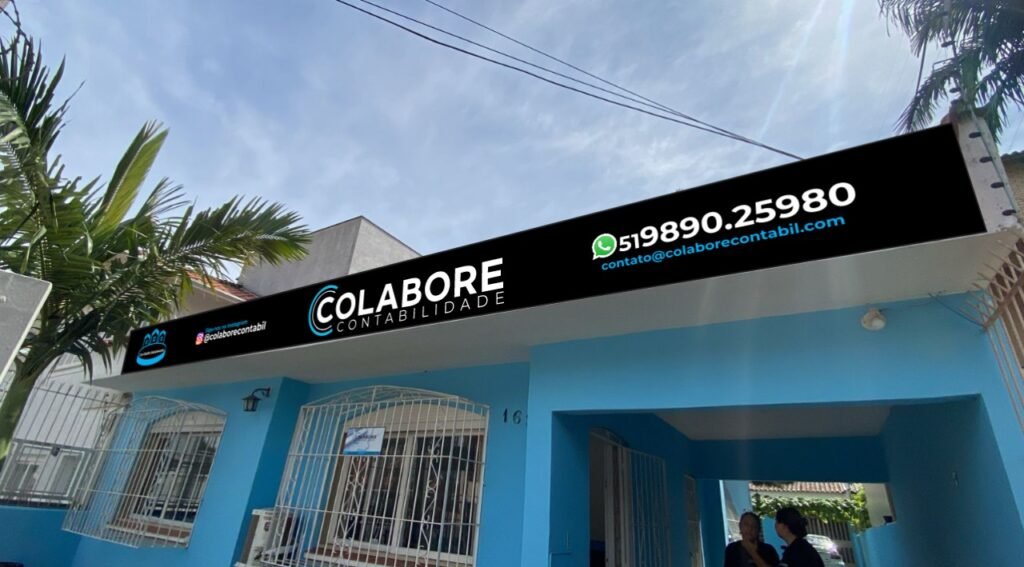 @colaborecontabil
COLABORE
CONTABILIDADE
519890.25980
contato@colaborecontabil.com
16